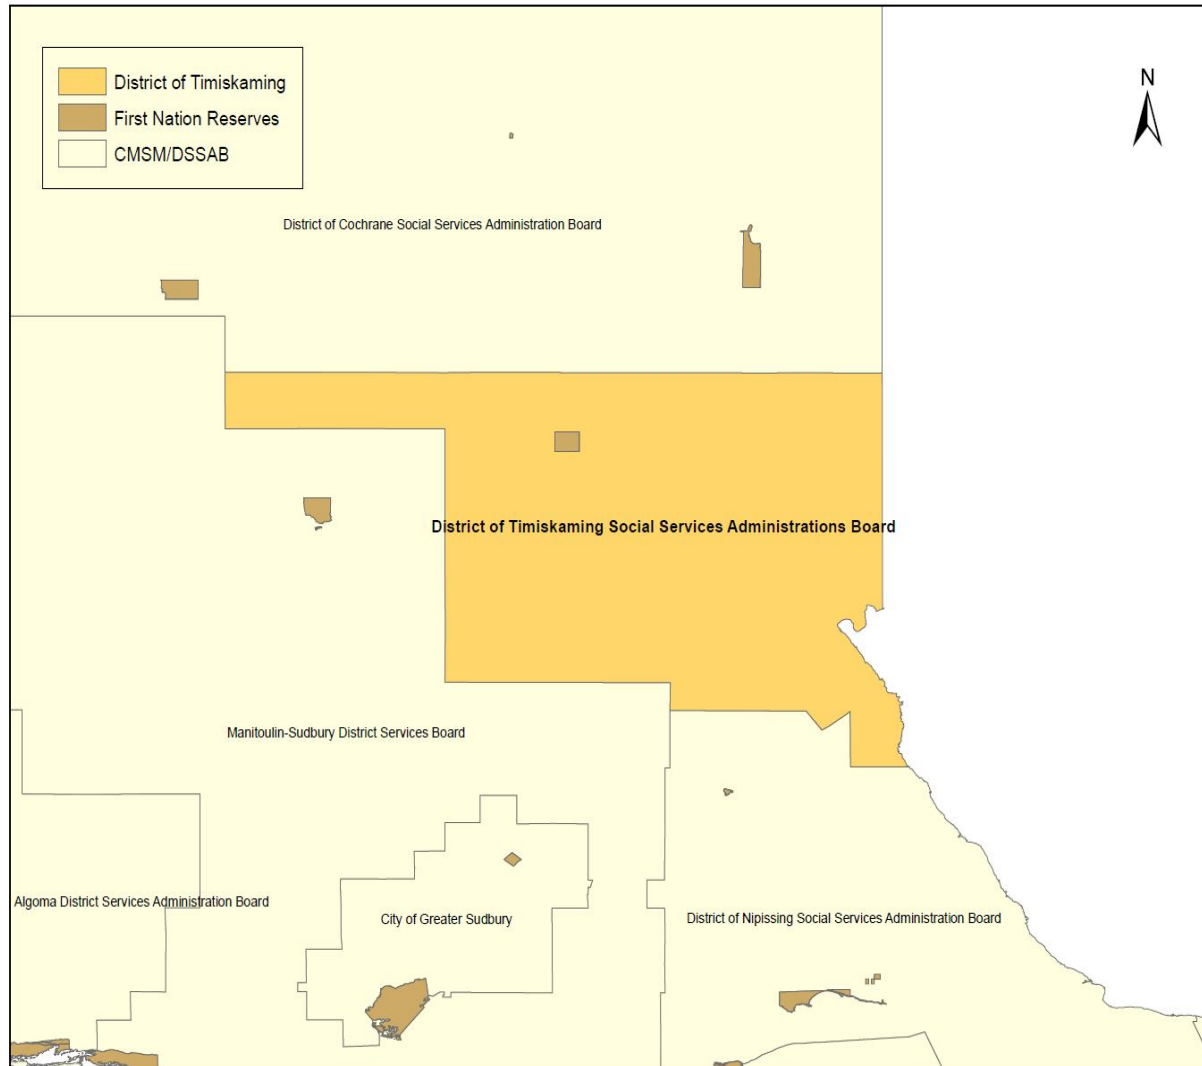 District of Timiskaming
First Nation Reserves
CMSM/DSSAB
N
District of Cochrane Social Services Administration Board
District of Timiskaming Social Services Administrations Board
Manitoulin-Sudbury District Services Board
Algoma District Services Administration Board
City of Greater Sudbury
District of Nipissing Social Services Administration Board